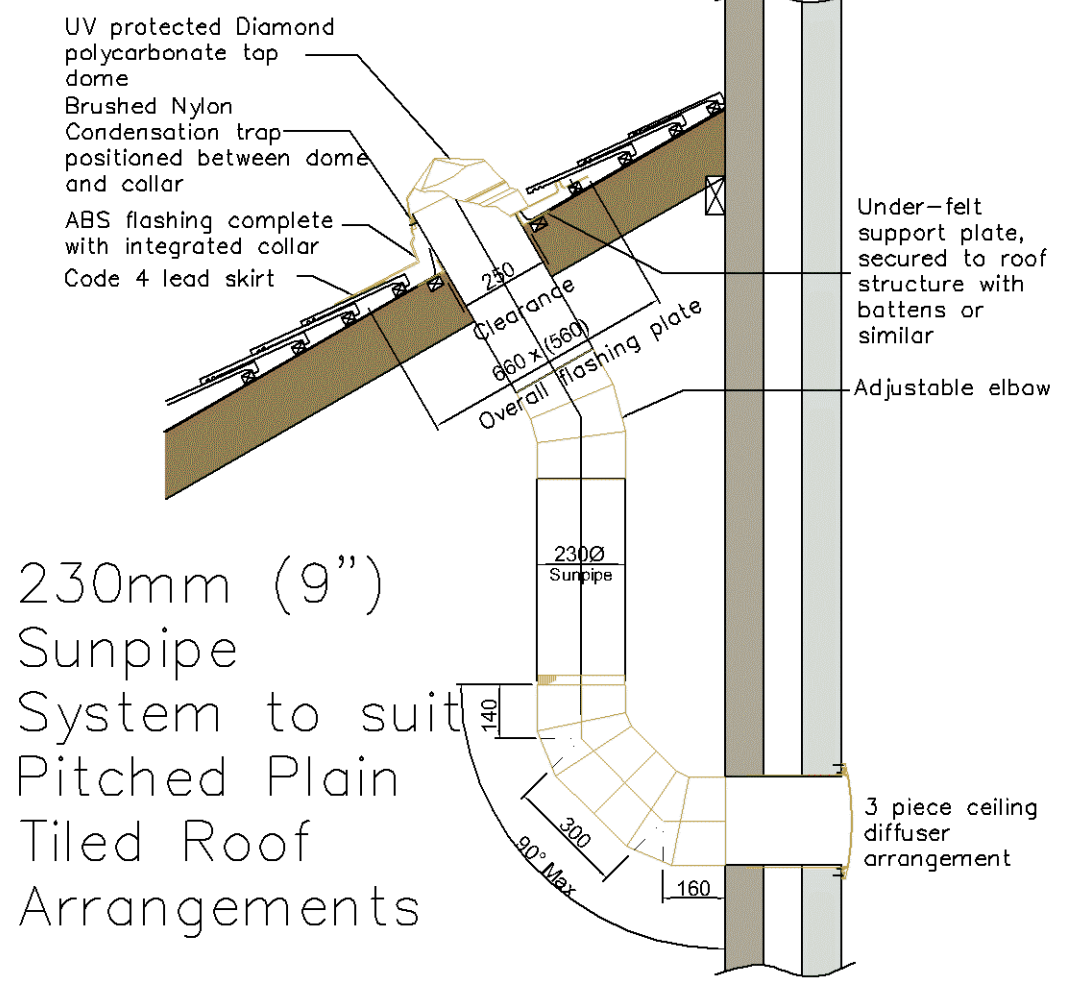 UV protected Diamond
polycarbonate top
dome
Brushed Nylon
Condensation trap
positioned between dome
and collar
ABS flashing complete
with integrated collar
Code 4 lead skirt
250
Clearance
660 x (560)
Overall flashing plate
Under-felt
support plate,
secured to roof
structure with
battens or
similar
Adjustable elbow
230Ø
Sunpipe
230mm (9")
Sunpipe
System to suit
Pitched Plain
Tiled Roof
Arrangements
140
300
90° Max
160
3 piece ceiling
diffuser
arrangement